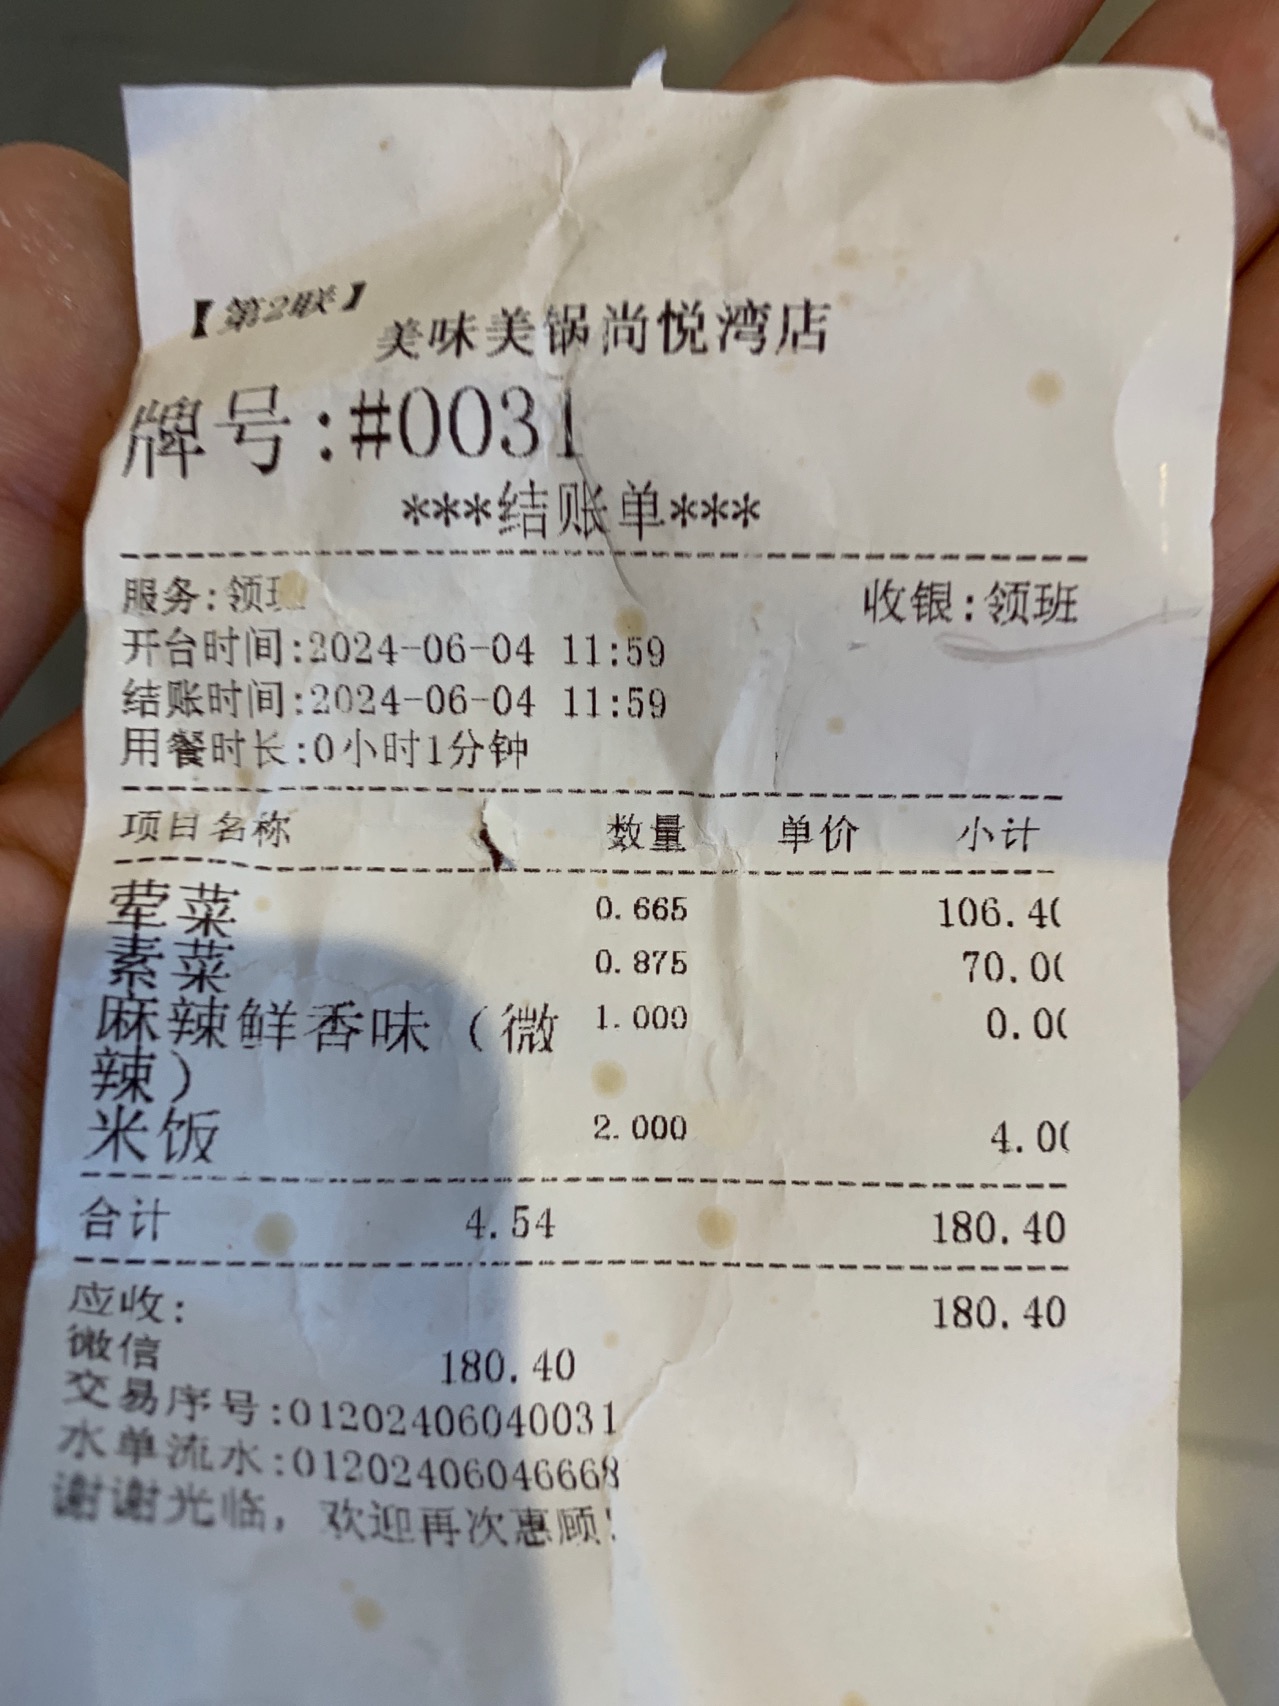 【第2联】
美味美锅尚悦湾店
牌号:#0031
***结账单***
服务:领班 收银:领班
开台时间:2024-06-04 11:59
结账时间:2024-06-04 11:59
用餐时长:0小时1分钟
项目名称 数量 单价 小计
荤菜 0.665 106.40
素菜 0.875 70.00
麻辣鲜香味（微 1.000 0.00
辣）
米饭 2.000 4.00
合计 4.54 180.40
应收: 180.40
微信 180.40
交易序号:01202406040031
水单流水:01202406046668
谢谢光临，欢迎再次惠顾!